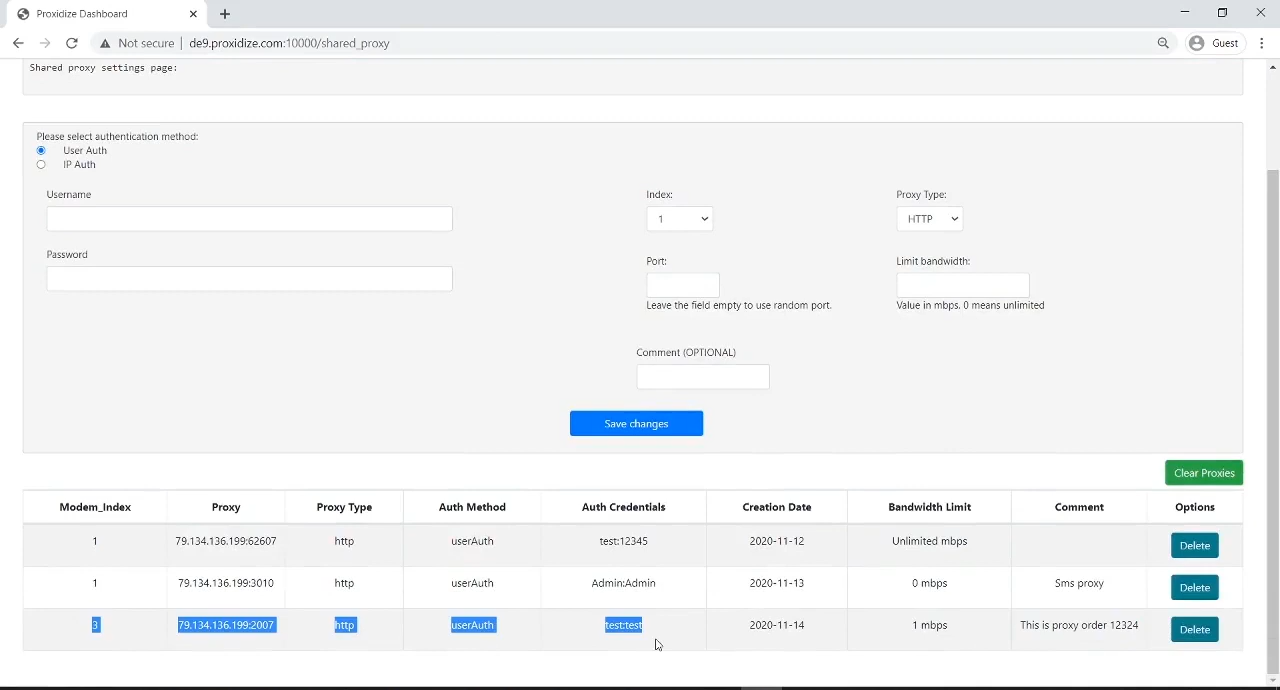 Proxidize Dashboard
Not secure
de9.proxidize.com:10000/shared_proxy
Guest
Shared proxy settings page:
Please select authentication method:
User Auth
IP Auth
Username
Index:
Proxy Type:
1
HTTP
Password
Port:
Limit bandwidth:
Leave the field empty to use random port.
Value in mbps, 0 means unlimited
Comment (OPTIONAL)
Save changes
Clear Proxies
Modem_Index Proxy Proxy Type Auth Method Auth Credentials Creation Date Bandwidth Limit Comment Options
1 79.134.136.199:62607 http userAuth test:12345 2020-11-12 Unlimited mbps Delete
1 79.134.136.199:3010 http userAuth Admin:Admin 2020-11-13 0 mbps Sms proxy Delete
3 79.134.136.199:2007 http userAuth test:test 2020-11-14 1 mbps This is proxy order 12324 Delete